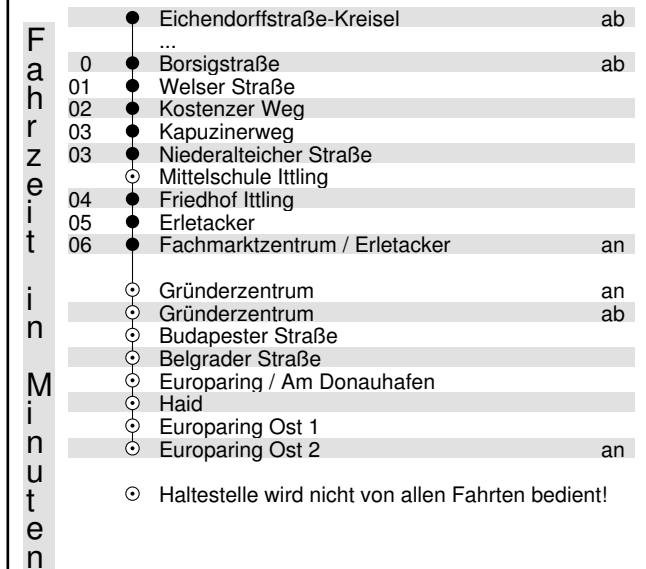 Fahrzeit in Minuten
Eichendorffstraße-Kreisel ab
...
0 Borsigstraße ab
01 Welser Straße
02 Kostenzer Weg
03 Kapuzinerweg
03 Niederalteicher Straße
Mittelschule Ittling
04 Friedhof Ittling
05 Erletacker
06 Fachmarktzentrum / Erletacker an
Gründerzentrum an
Gründerzentrum ab
Budapester Straße
Belgrader Straße
Europaring / Am Donauhafen
Haid
Europaring Ost 1
Europaring Ost 2 an
Haltestelle wird nicht von allen Fahrten bedient!